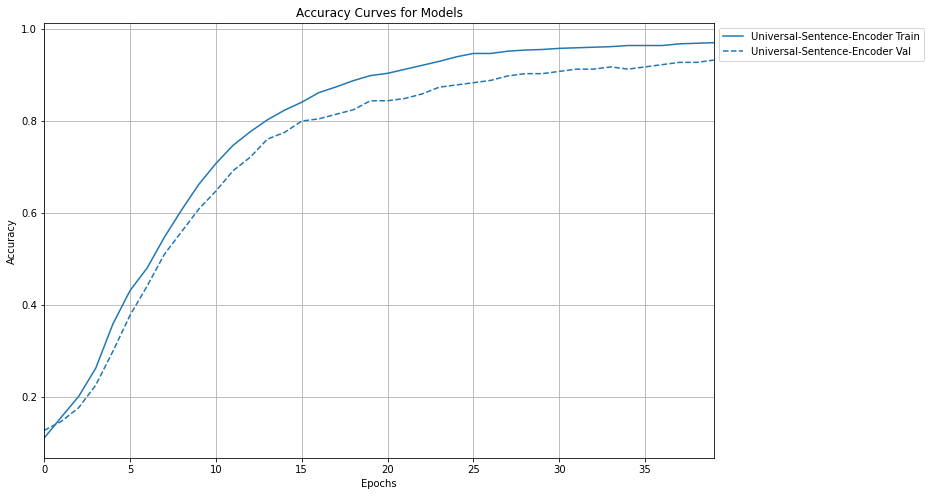 Accuracy Curves for Models
Universal-Sentence-Encoder Train
Universal-Sentence-Encoder Val
1.0
0.8
0.6
0.4
0.2
Accuracy
0 5 10 15 20 25 30 35
Epochs